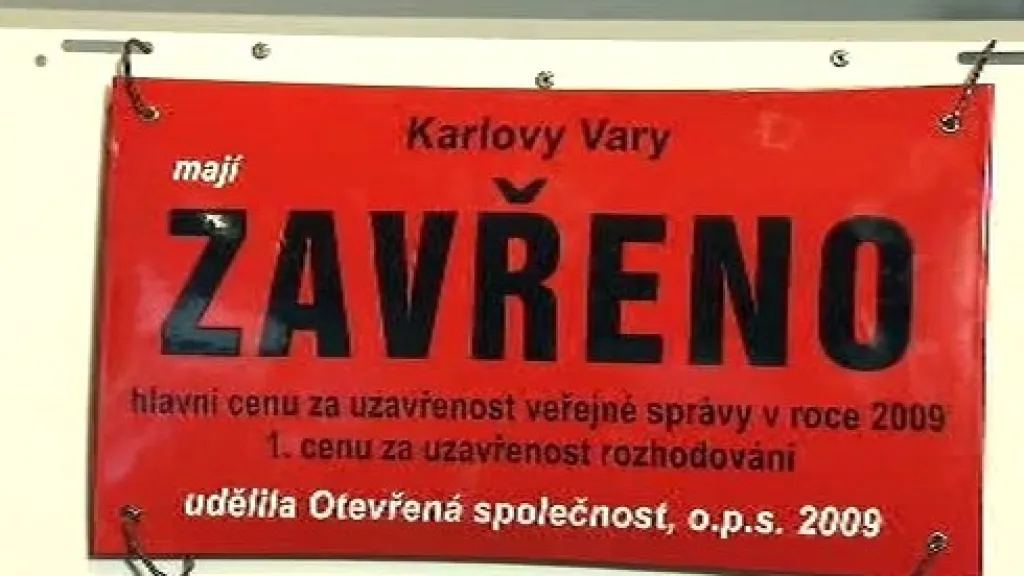 Karlovy Vary
mají
ZAVŘENO
hlavní cenu za uzavřenost veřejné správy v roce 2009
1. cenu za uzavřenost rozhodování
udělila Otevřená společnost, o.p.s. 2009